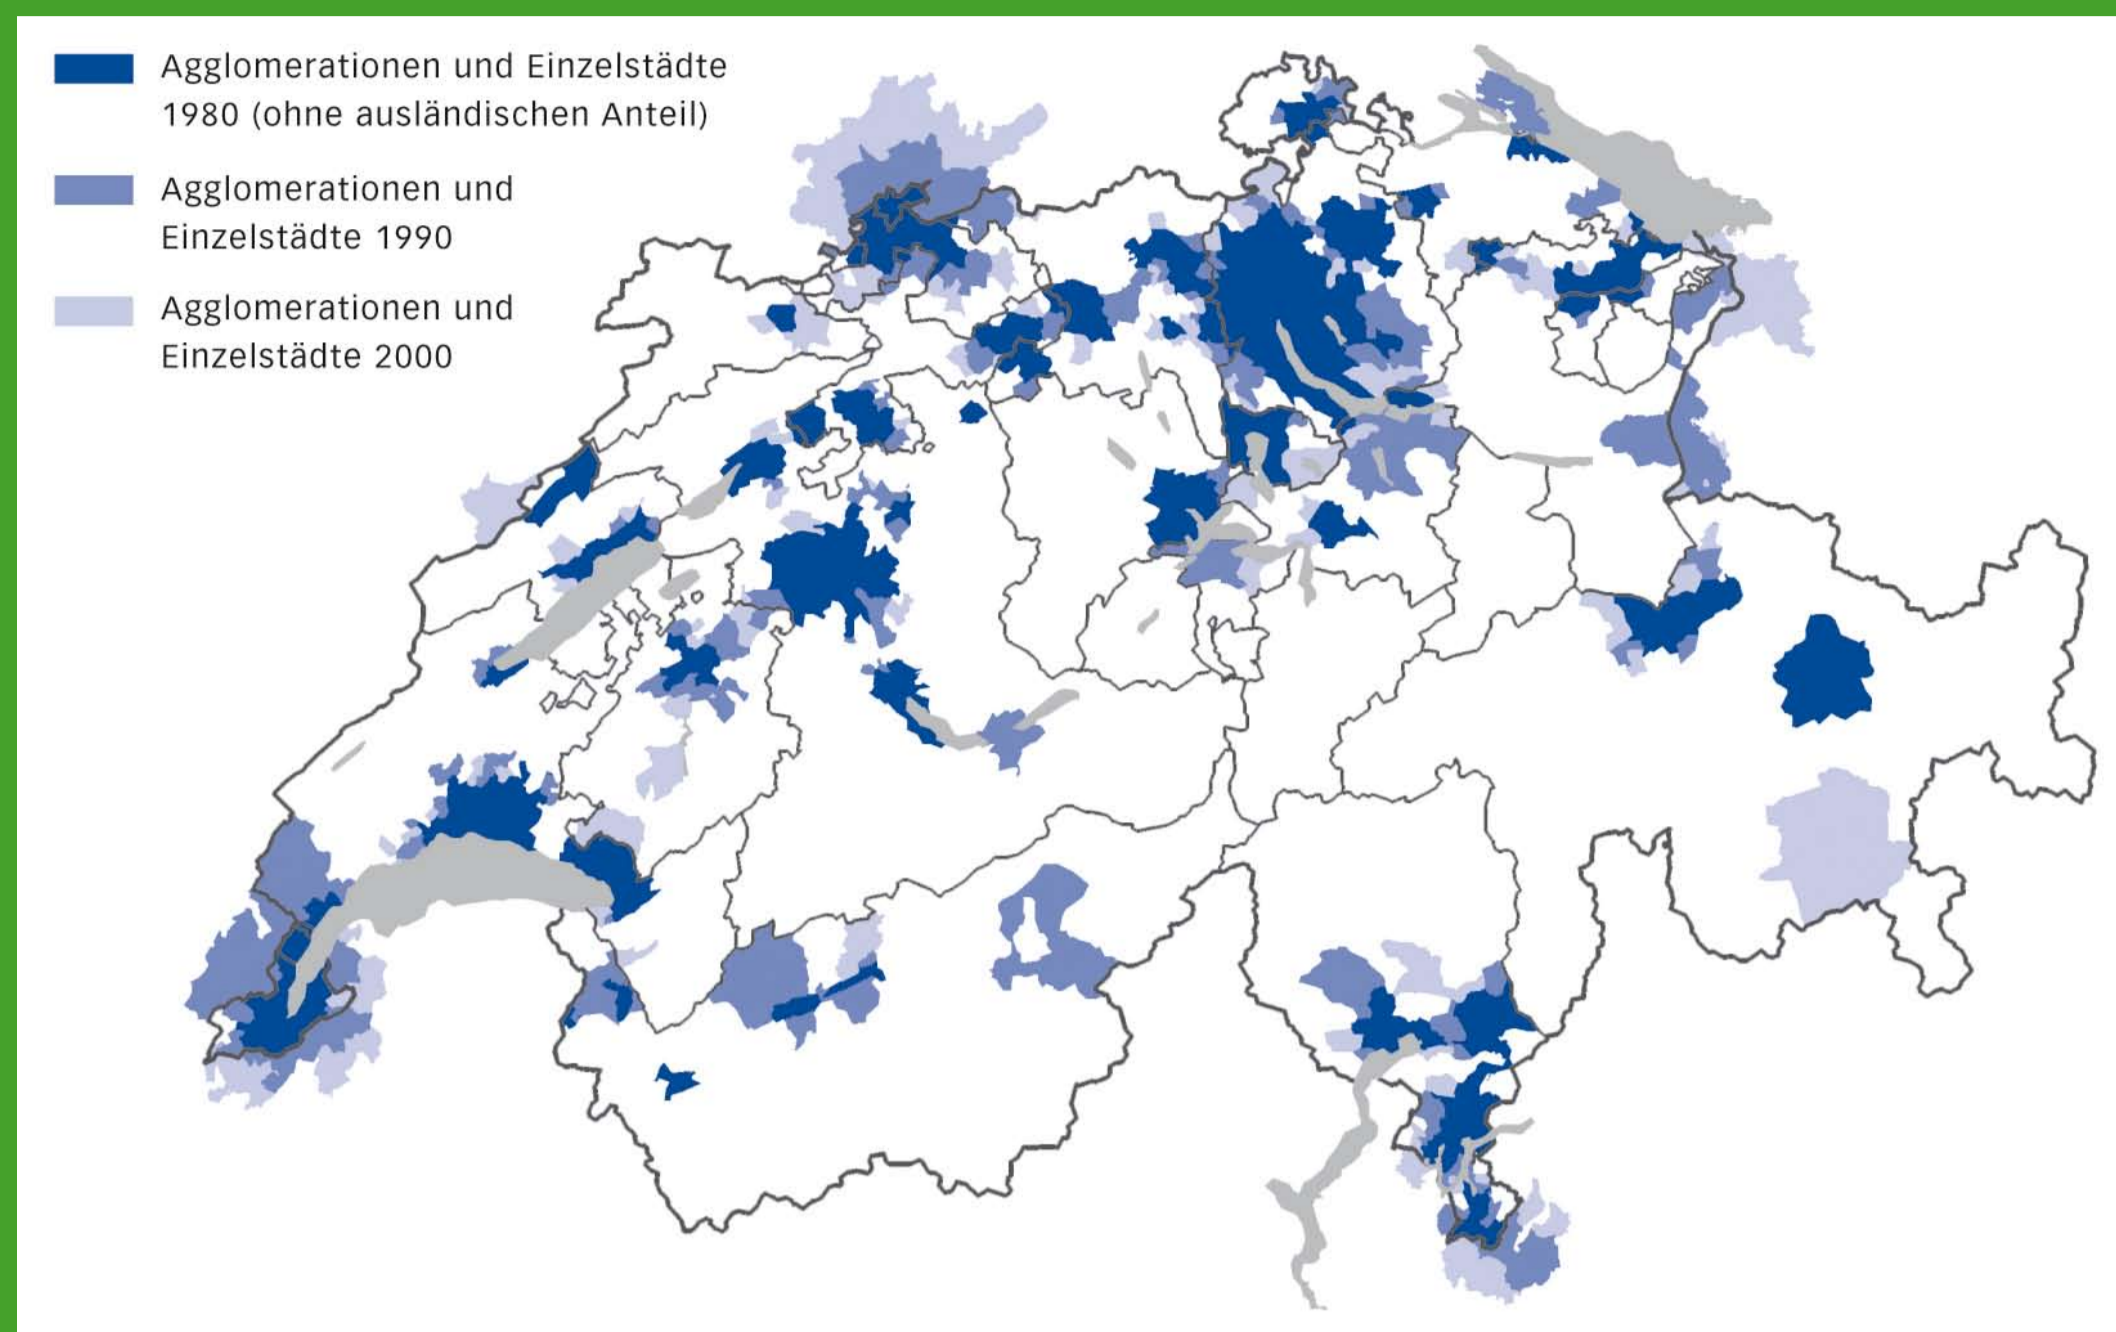 Agglomerationen und Einzelstädte
1980 (ohne ausländischen Anteil)
Agglomerationen und
Einzelstädte 1990
Agglomerationen und
Einzelstädte 2000